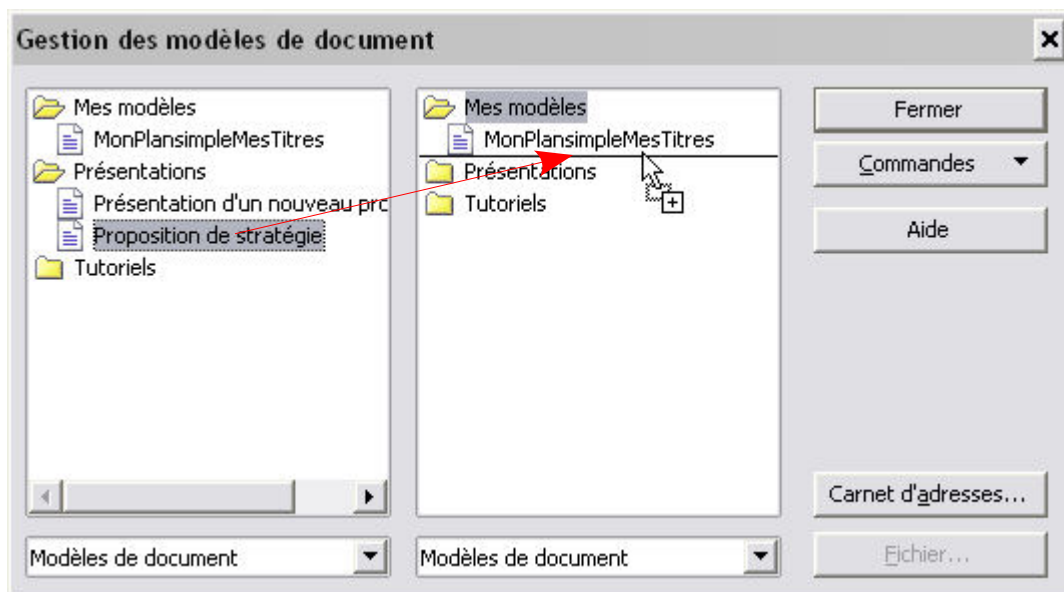 Gestion des modèles de document
Mes modèles
MonPlansimpleMesTitres
Présentations
Présentation d'un nouveau prc
Proposition de stratégie
Tutoriels
Modèles de document
Mes modèles
MonPlansimpleMesTitres
Présentations
Tutoriels
Modèles de document
Fermer
Commandes
Aide
Carnet d'adresses...
Fichier...